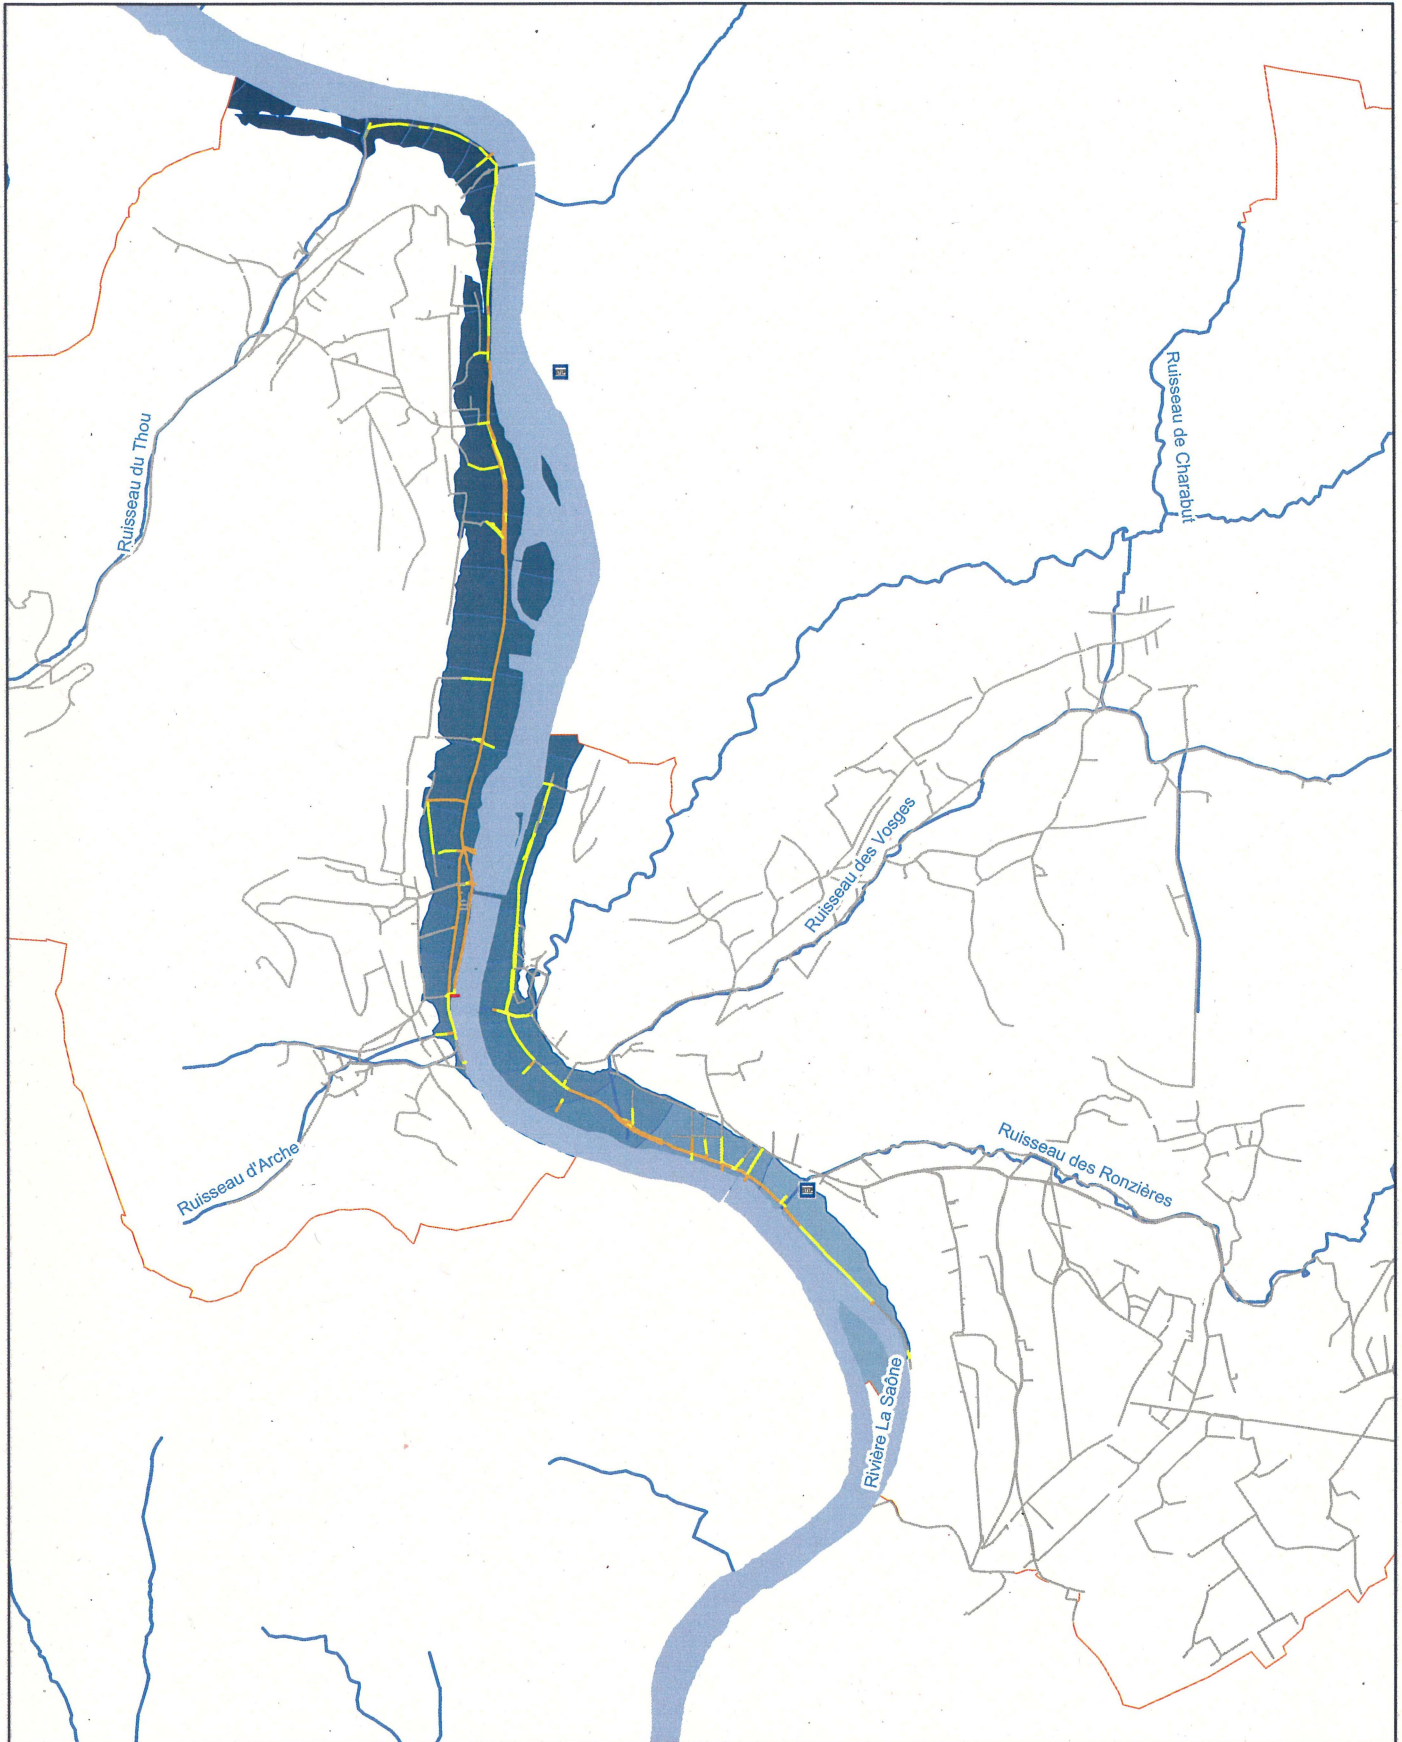 Ruisseau de Charabut
Ruisseau du Thou
Ruisseau des Vosges
Ruisseau des Ronzières
Ruisseau d'Arche
Rivière La Saône